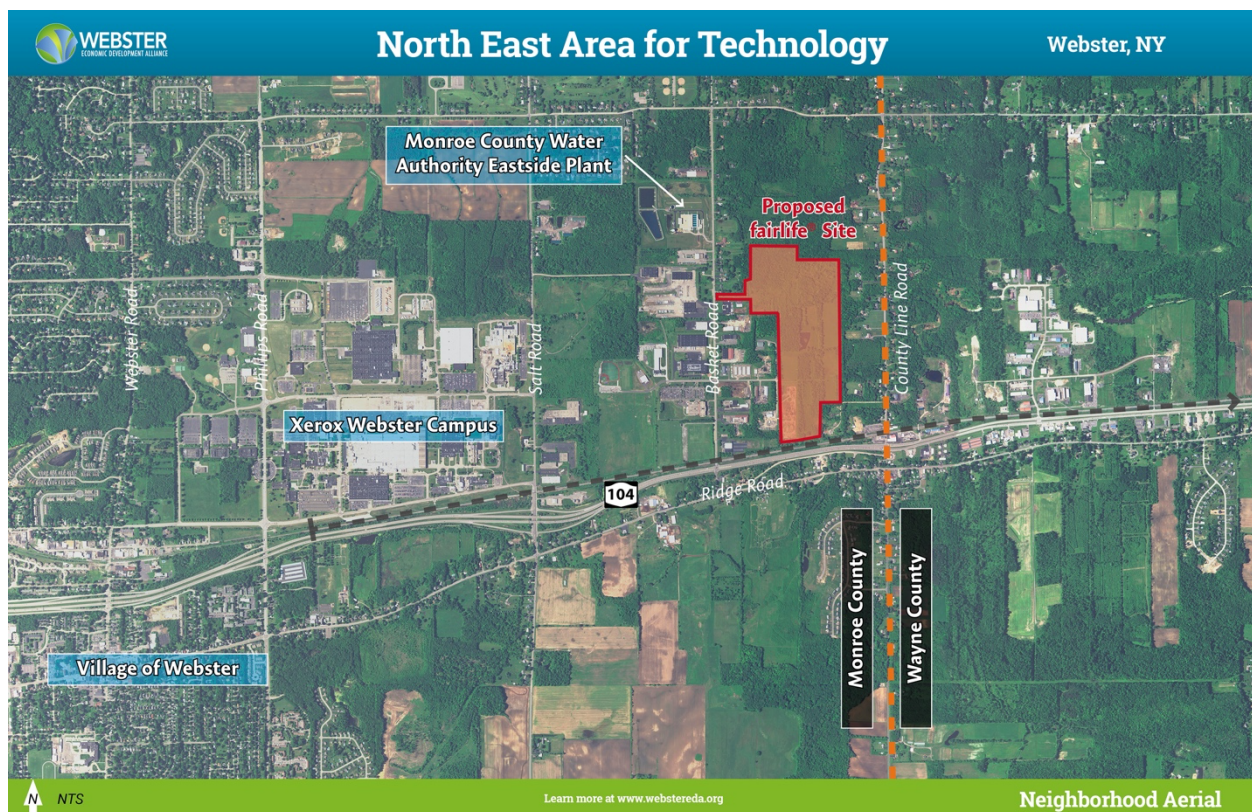 WEBSTER
ECONOMIC DEVELOPMENT ALLIANCE
North East Area for Technology
Webster, NY
Monroe County Water
Authority Eastside Plant
Proposed
fairlife® Site
Webster Road
Phillips Road
Salt Road
Basket Road
County Line Road
Xerox Webster Campus
104
Ridge Road
Monroe County
Wayne County
Village of Webster
N
NTS
Learn more at www.webstereda.org
Neighborhood Aerial